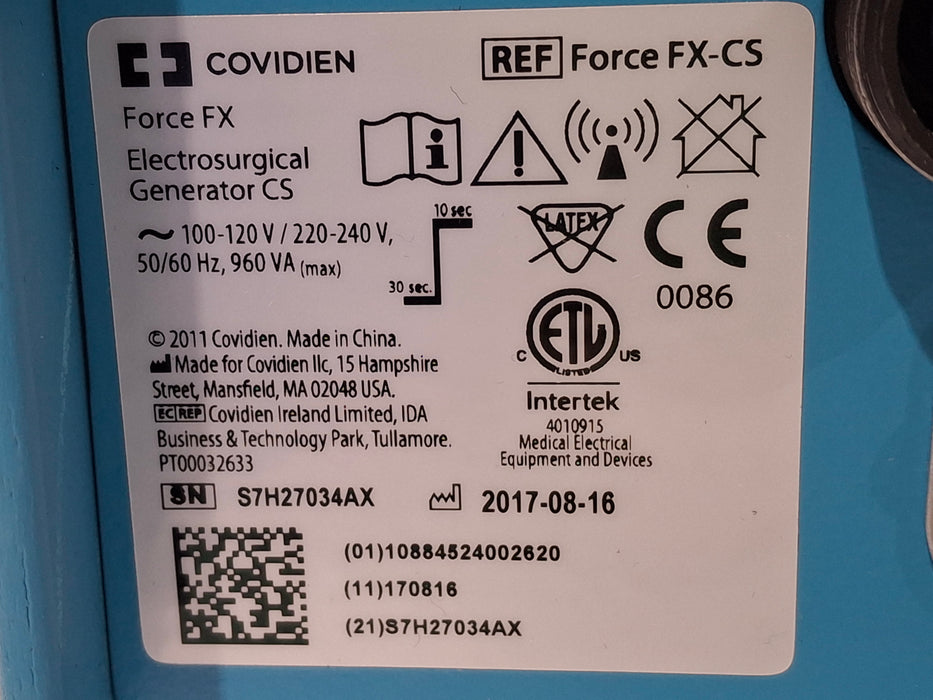 COVIDIEN
REF Force FX-CS
Force FX
Electrosurgical
Generator CS
100-120 V / 220-240 V,
50/60 Hz, 960 VA (max)
10 sec
30 sec.
LATEX
CE
0086
© 2011 Covidien. Made in China.
Made for Covidien llc, 15 Hampshire
Street, Mansfield, MA 02048 USA.
EC REP Covidien Ireland Limited, IDA
Business & Technology Park, Tullamore.
PT00032633
C ETL US
LISTED
Intertek
4010915
Medical Electrical
Equipment and Devices
SN S7H27034AX
2017-08-16
(01)10884524002620
(11)170816
(21)S7H27034AX